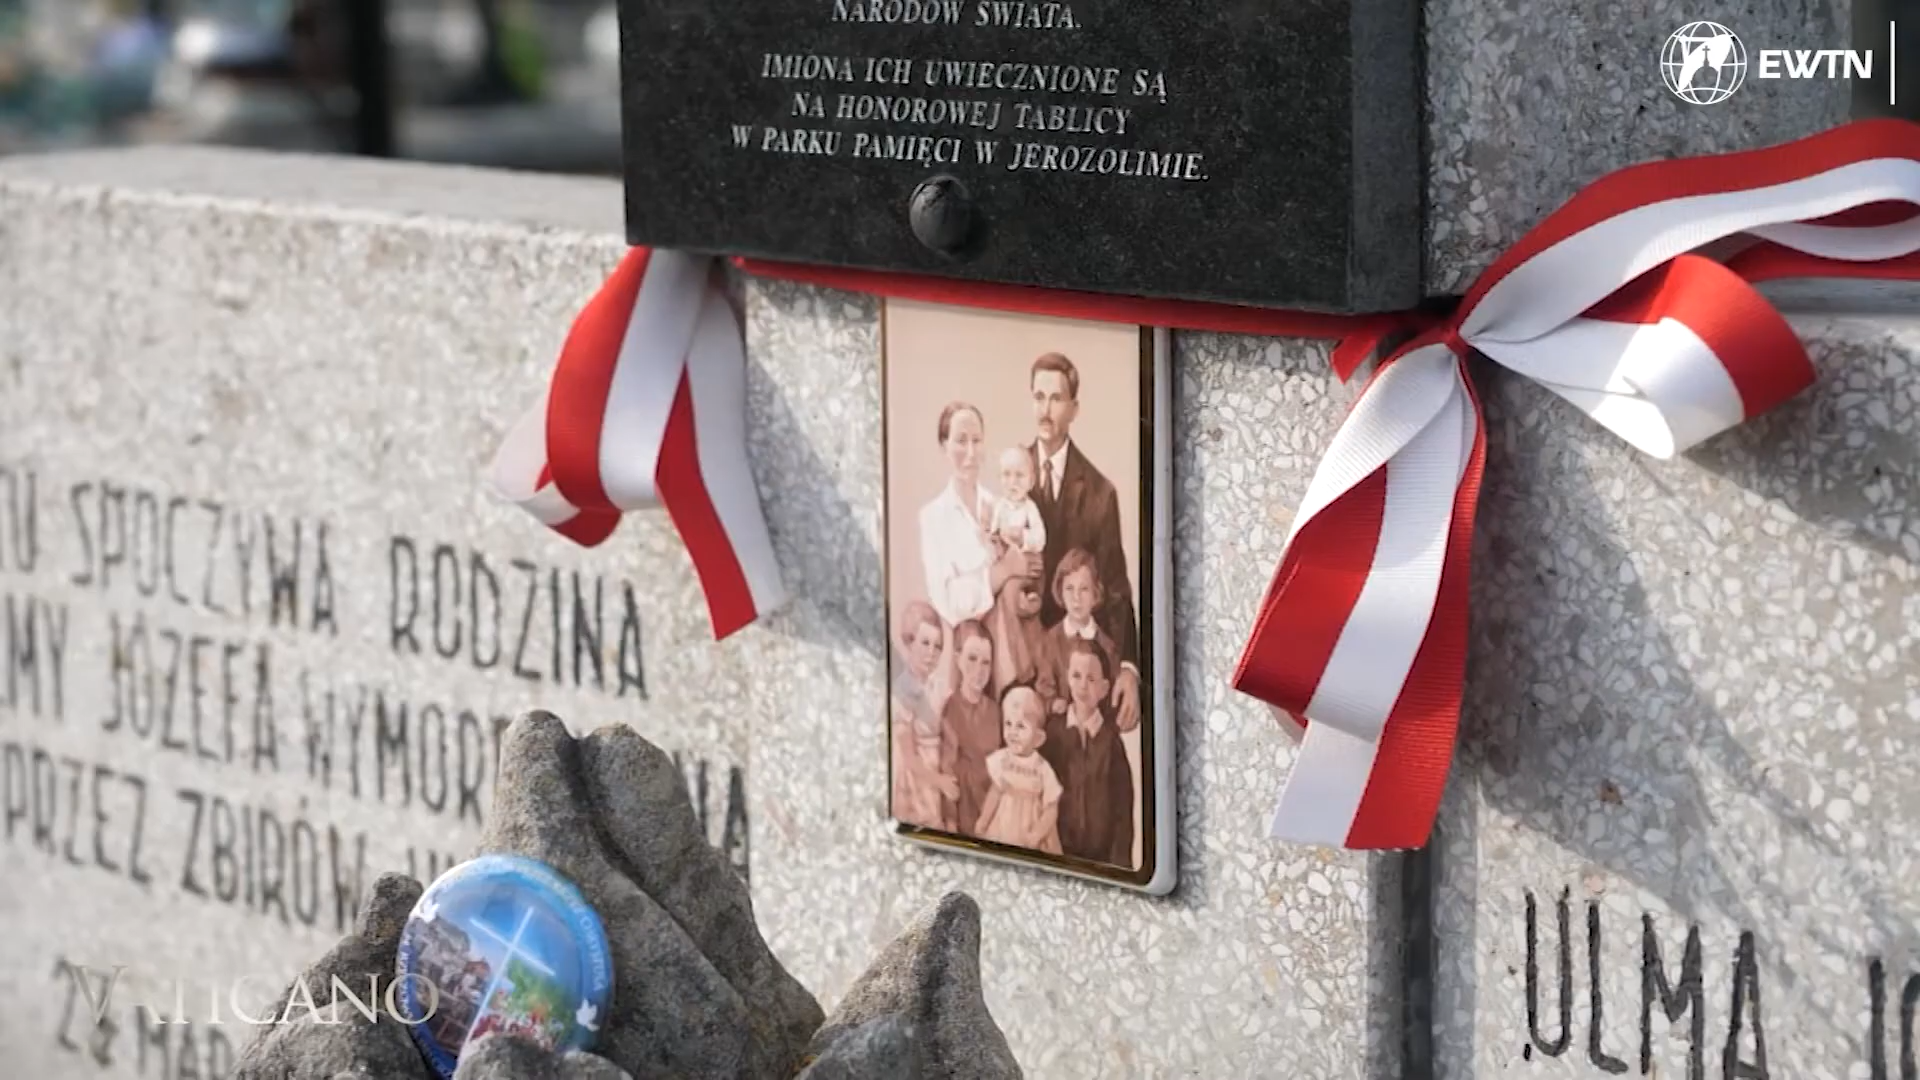 NARODÓW ŚWIATA.
IMIONA ICH UWIECZNIONE SĄ
NA HONOROWEJ TABLICY
W PARKU PAMIĘCI W JEROZOLIMIE.
EWTN
SPOCZYWA RODZINA
JÓZEFA
PRZEZ ZBIRÓW
VATICANO
ULMA